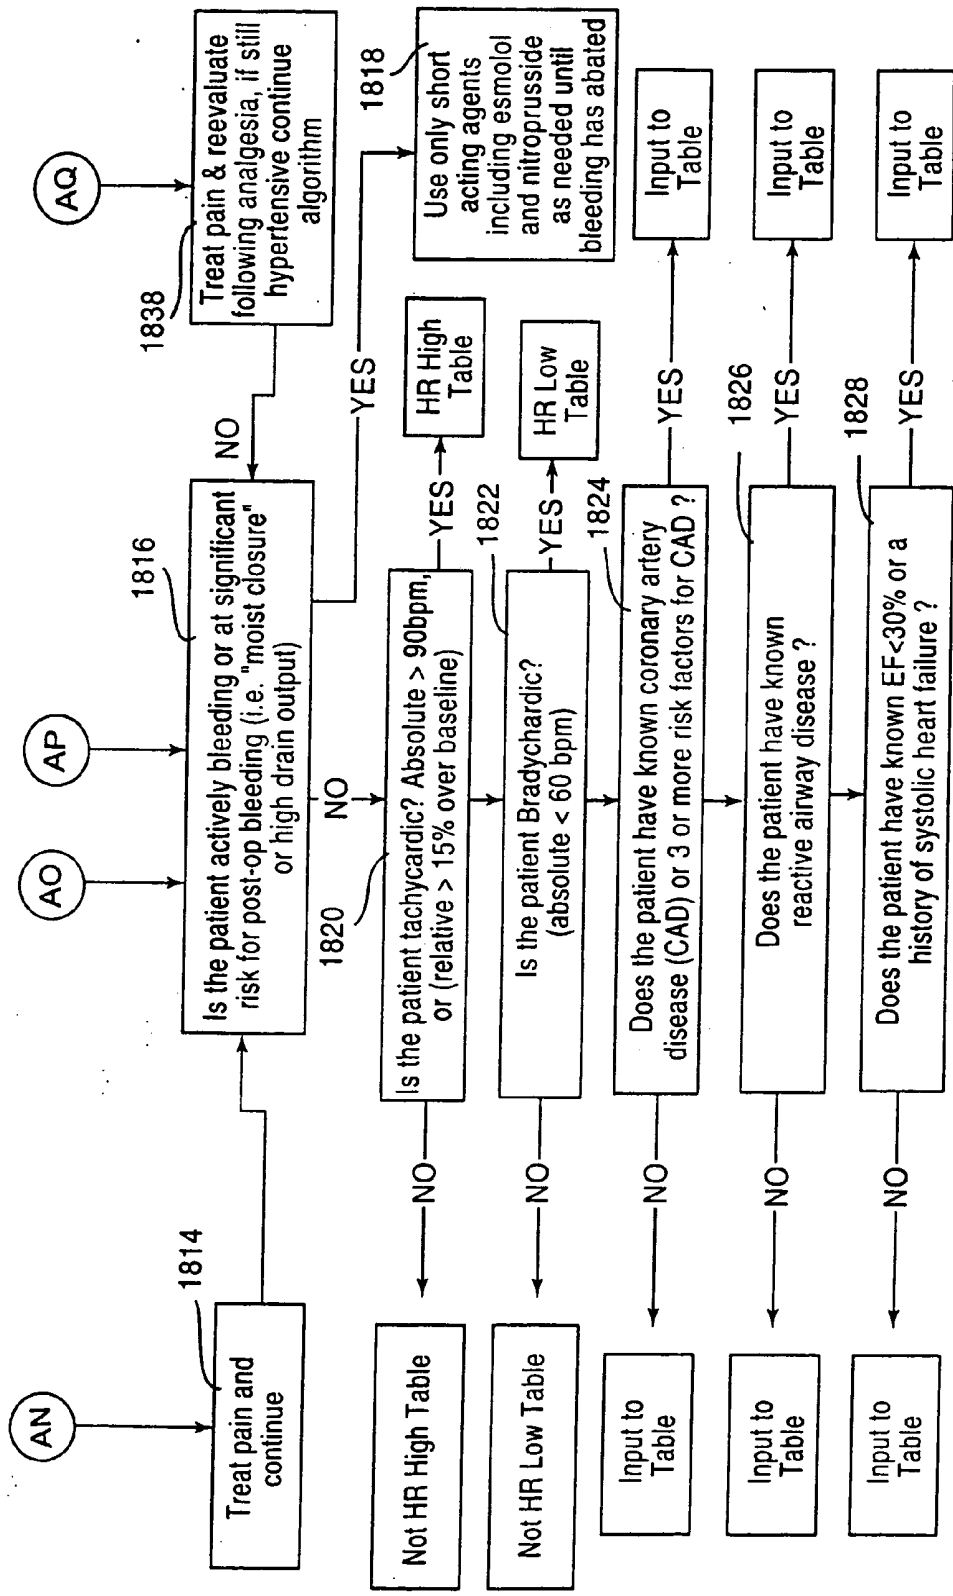 AN
AO
AP
AQ
1814
Treat pain and
continue
1816
Is the patient actively bleeding or at significant
risk for post-op bleeding (i.e. "moist closure"
or high drain output)
1838
Treat pain & reevaluate
following analgesia, if still
hypertensive continue
algorithm
NO
YES
1818
Use only short
acting agents
including esmolol
and nitroprusside
as needed until
bleeding has abated
NO
1820
Is the patient tachycardic? Absolute > 90bpm,
or (relative > 15% over baseline)
NO
Not HR High Table
YES
HR High
Table
1822
Is the patient Bradychardic?
(absolute < 60 bpm)
NO
Not HR Low Table
YES
HR Low
Table
1824
Does the patient have known coronary artery
disease (CAD) or 3 or more risk factors for CAD ?
NO
Input to
Table
YES
Input to
Table
1826
Does the patient have known
reactive airway disease ?
NO
Input to
Table
YES
Input to
Table
1828
Does the patient have known EF<30% or a
history of systolic heart failure ?
NO
Input to
Table
YES
Input to
Table